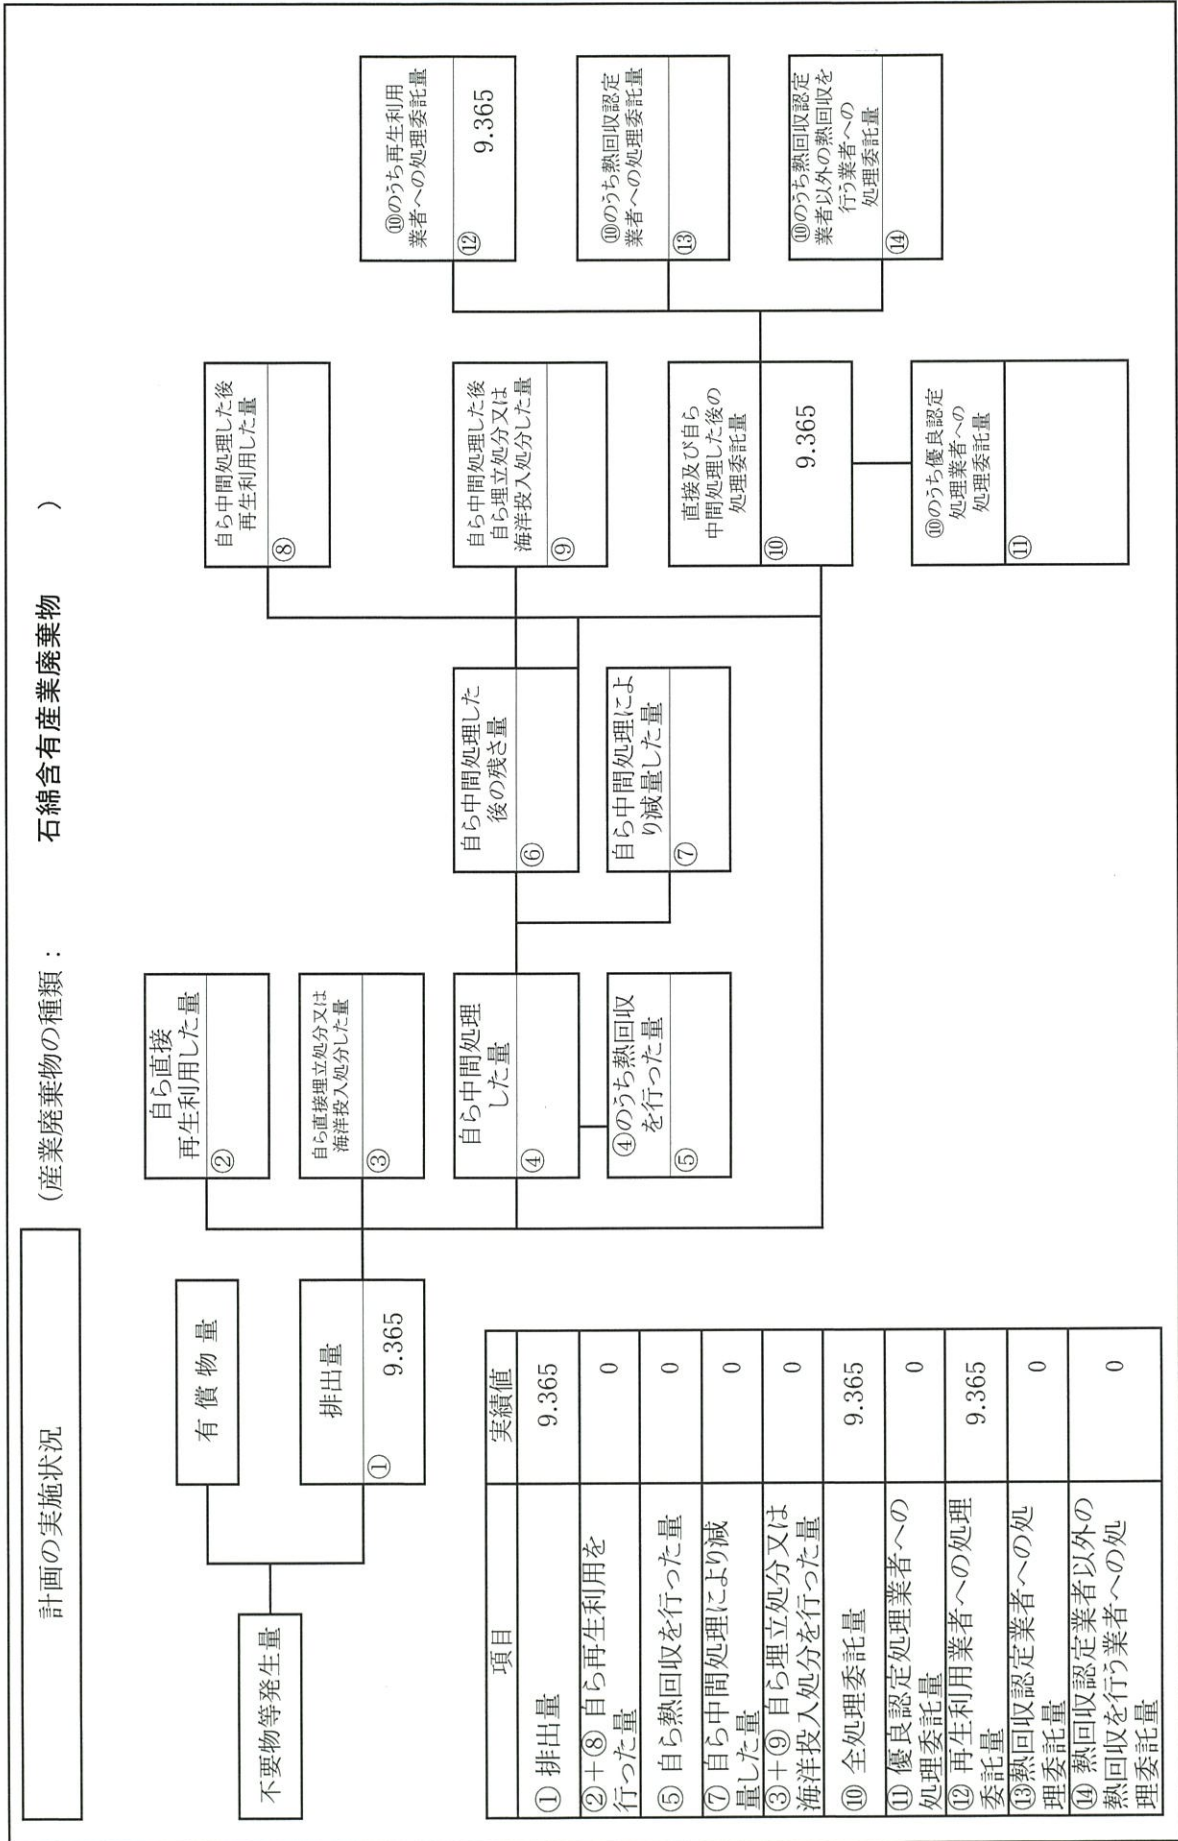 計画の実施状況
(産業廃棄物の種類： 石綿含有産業廃棄物 )
不要物等発生量
有償物量
排出量
① 9.365
自ら直接
再生利用した量
②
自ら直接埋立処分又は
海洋投入処分した量
③
自ら中間処理
した量
④
④のうち熱回収
を行った量
⑤
自ら中間処理した
後の残さ量
⑥
自ら中間処理によ
り減量した量
⑦
自ら中間処理した後
再生利用した量
⑧
自ら中間処理した後
自ら埋立処分又は
海洋投入処分した量
⑨
直接及び自ら
中間処理した後の
処理委託量
⑩ 9.365
⑩のうち優良認定
処理業者への
処理委託量
⑪
⑩のうち再生利用
業者への処理委託量
⑫ 9.365
⑩のうち熱回収認定
業者への処理委託量
⑬
⑩のうち熱回収認定
業者以外の熱回収を
行う業者への
処理委託量
⑭
項目 実績値
① 排出量 9.365
②＋⑧ 自ら再生利用を
行った量 0
⑤ 自ら熱回収を行った量 0
⑦ 自ら中間処理により減
量した量 0
③＋⑨ 自ら埋立処分又は
海洋投入処分を行った量 0
⑩ 全処理委託量 9.365
⑪ 優良認定処理業者への
処理委託量 0
⑫ 再生利用業者への処理
委託量 9.365
⑬熱回収認定業者への処
理委託量 0
⑭ 熱回収認定業者以外の
熱回収を行う業者への処
理委託量 0